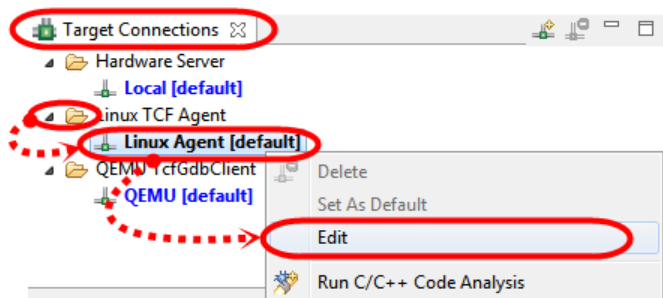 Target Connections
Hardware Server
Local [default]
Linux TCF Agent
Linux Agent [default]
QEMU TcfGdbClient
QEMU [default]
Delete
Set As Default
Edit
Run C/C++ Code Analysis